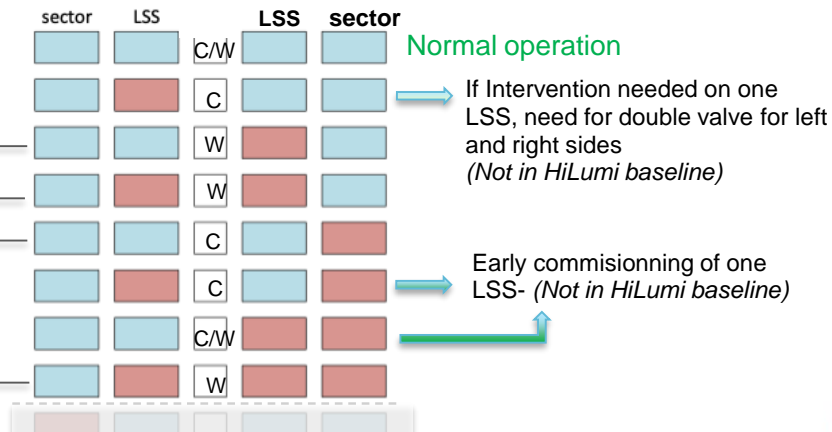 sector LSS LSS sector
C/W Normal operation
C If Intervention needed on one
LSS, need for double valve for left
W and right sides
(Not in HiLumi baseline)
W
C
C Early commisionning of one
LSS- (Not in HiLumi baseline)
C/W
W